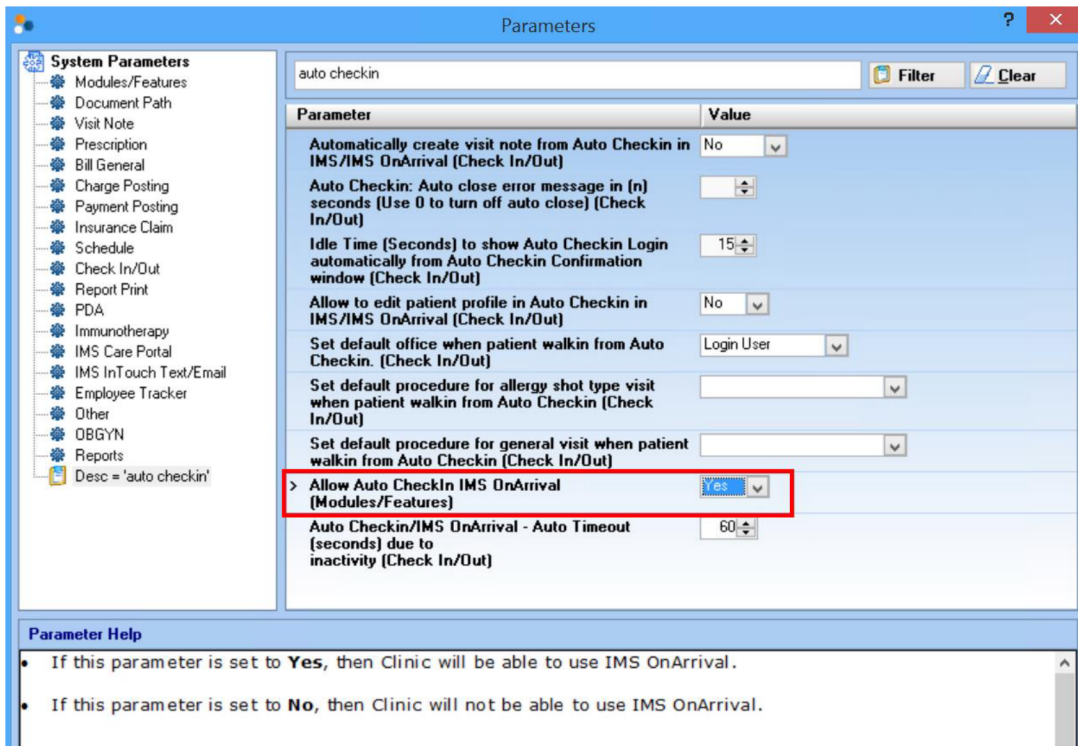 Parameters
?
System Parameters
Modules/Features
Document Path
Visit Note
Prescription
Bill General
Charge Posting
Payment Posting
Insurance Claim
Schedule
Check In/Out
Report Print
PDA
Immunotherapy
IMS Care Portal
IMS InTouch Text/Email
Employee Tracker
Other
OBGYN
Reports
Desc = 'auto checkin'
auto checkin
Filter
Clear
Parameter Value
Automatically create visit note from Auto Checkin in No
IMS/IMS OnArrival (Check In/Out)
Auto Checkin: Auto close error message in (n)
seconds (Use 0 to turn off auto close) (Check
In/Out)
Idle Time (Seconds) to show Auto Checkin Login 15
automatically from Auto Checkin Confirmation
window (Check In/Out)
Allow to edit patient profile in Auto Checkin in No
IMS/IMS OnArrival (Check In/Out)
Set default office when patient walkin from Auto Login User
Checkin. (Check In/Out)
Set default procedure for allergy shot type visit
when patient walkin from Auto Checkin (Check
In/Out)
Set default procedure for general visit when patient
walkin from Auto Checkin (Check In/Out)
> Allow Auto CheckIn IMS OnArrival Yes
(Modules/Features)
Auto Checkin/IMS OnArrival - Auto Timeout 60
(seconds) due to
inactivity (Check In/Out)
Parameter Help
• If this parameter is set to Yes, then Clinic will be able to use IMS OnArrival.
• If this parameter is set to No, then Clinic will not be able to use IMS OnArrival.